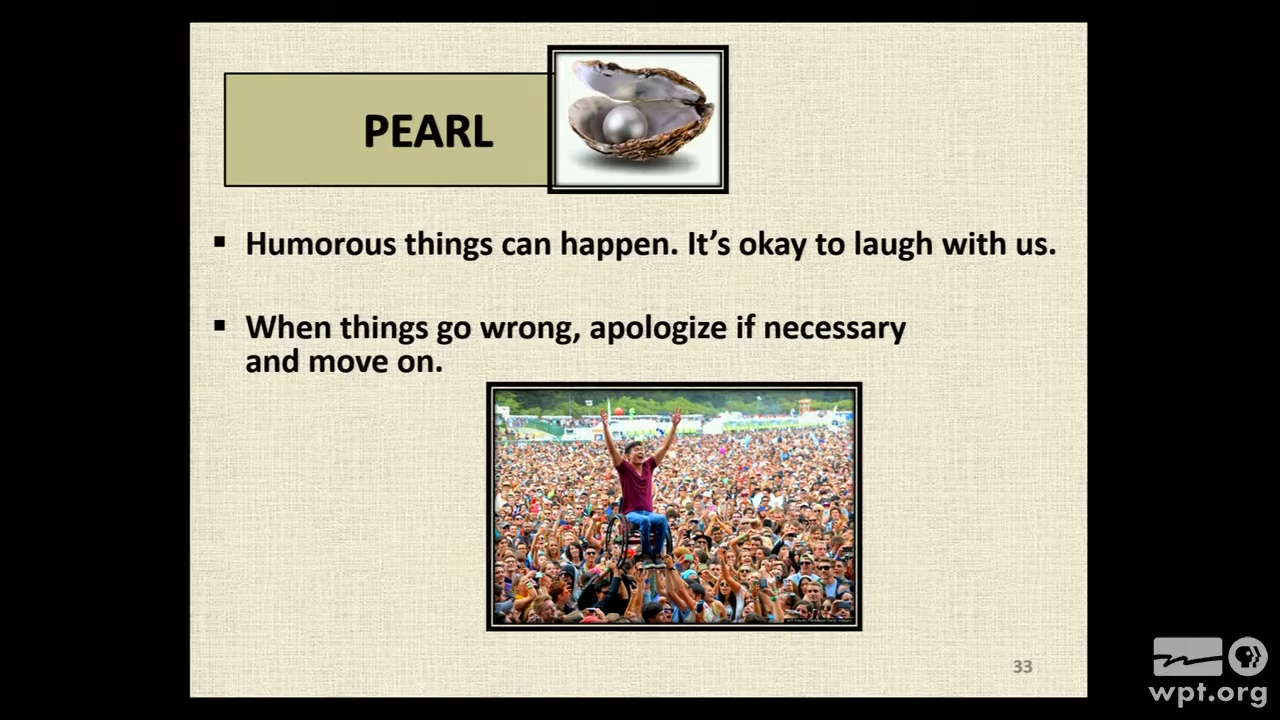 PEARL
▪ Humorous things can happen. It’s okay to laugh with us.
▪ When things go wrong, apologize if necessary
and move on.
33
wpt.org